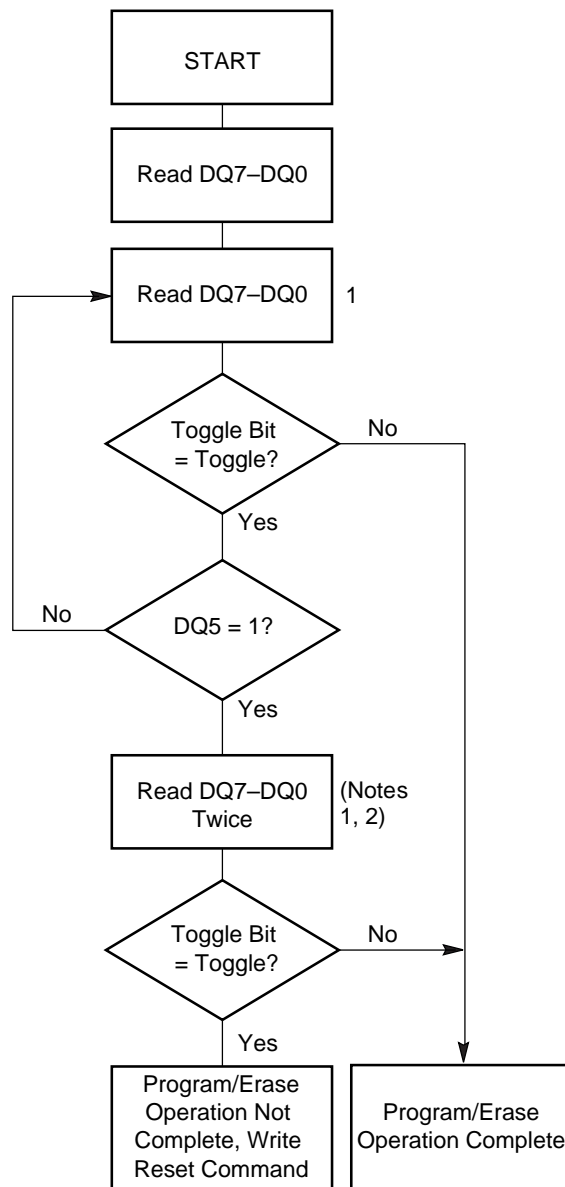 START
Read DQ7–DQ0
Read DQ7–DQ0
1
Toggle Bit
= Toggle?
No
Yes
DQ5 = 1?
No
Yes
Read DQ7–DQ0
Twice
(Notes
1, 2)
Toggle Bit
= Toggle?
No
Yes
Program/Erase
Operation Not
Complete, Write
Reset Command
Program/Erase
Operation Complete